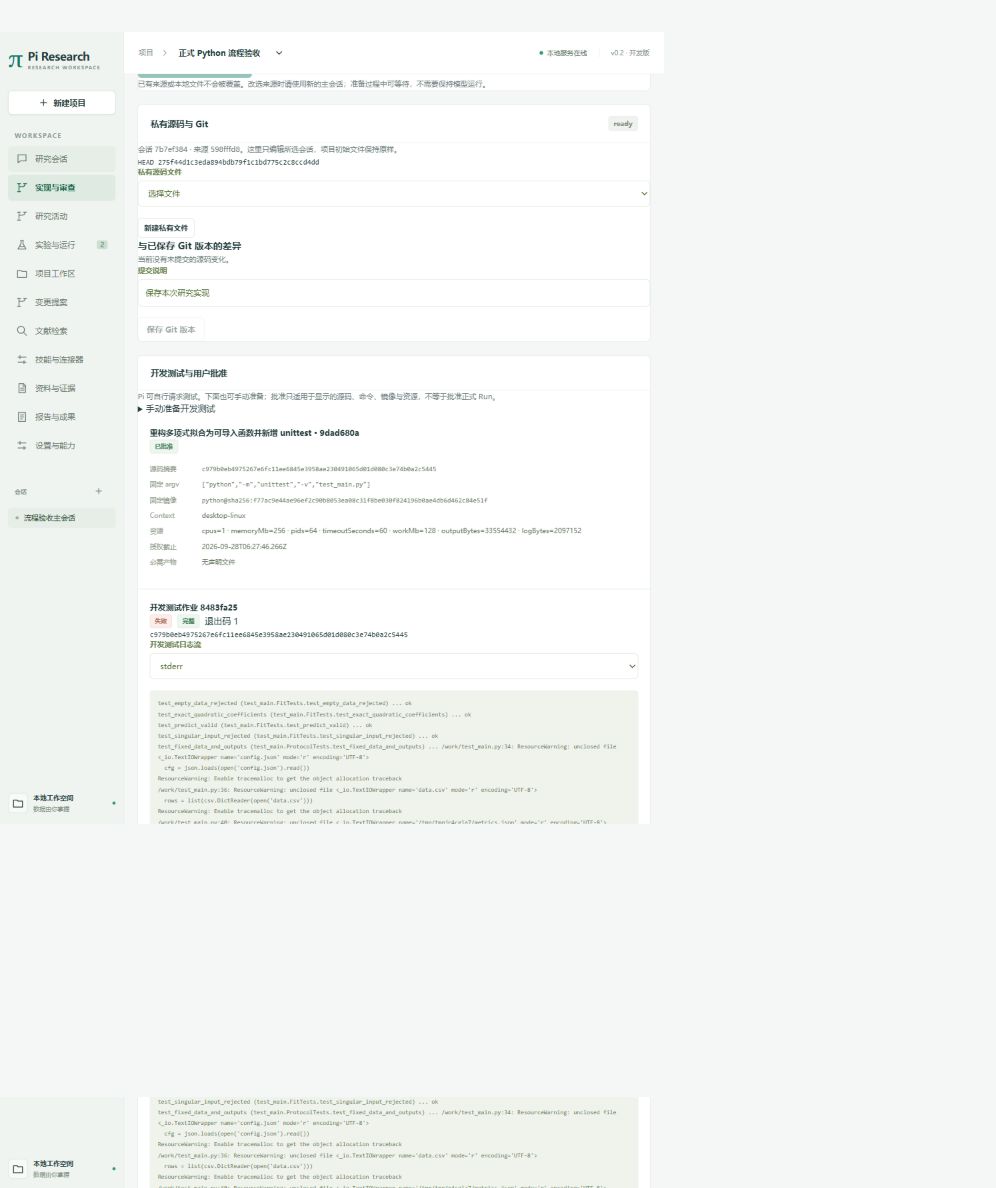 Pi Research
RESEARCH WORKSPACE
项目
正式 Python 流程验收
本地服务在线
v0.2 · 开发版
+ 新建项目
WORKSPACE
研究会话
实现与审查
研究活动
实验与运行 2
项目工作区
变更提案
文献检索
技能与连接器
资料与证据
报告与成果
设置与能力
会话 +
流程验收主会话
本地工作空间
数据由你掌握
已有来源或本地文件不会被覆盖。改选来源时请使用新的主会话；准备过程中可等待，不需要保持模型运行。
私有源码与 Git
ready
会话 7b7ef384 · 来源 598fffd8。这里只编辑所选会话，项目初始文件保持原样。
HEAD 275f44d1c3eda894bdb79f1c1bd775c2c8ccd4dd
私有源码文件
选择文件
新建私有文件
与已保存 Git 版本的差异
当前没有未提交的源码变化。
提交说明
保存本次研究实现
保存 Git 版本
开发测试与用户批准
Pi 可自行请求测试。下面也可手动准备；批准只适用于显示的源码、命令、镜像与资源，不等于批准正式 Run。
▶ 手动准备开发测试
重构多项式拟合为可导入函数并新增 unittest • 9dad680a
已批准
源码摘要 c979b0eb4975267e6fc11ee6845e3958ae230491065d01d080c3e74b0a2c5445
固定 argv ["python","-m","unittest","-v","test_main.py"]
固定镜像 python@sha256:f77ac9e44ae96ef2c90b8053ea08c31f8be030f824196b0ae4db6d462c84e51f
Context desktop-linux
资源 cpus=1 · memoryMb=256 · pids=64 · timeoutSeconds=60 · workMb=128 · outputBytes=33554432 · logBytes=2097152
授权截止 2026-09-28T06:27:46.266Z
必需产物 无声明文件
开发测试作业 8483fa25
失败 完整 退出码 1
c979b0eb4975267e6fc11ee6845e3958ae230491065d01d080c3e74b0a2c5445
开发测试日志流
stderr
test_empty_data_rejected (test_main.FitTests.test_empty_data_rejected) ... ok
test_exact_quadratic_coefficients (test_main.FitTests.test_exact_quadratic_coefficients) ... ok
test_predict_valid (test_main.FitTests.test_predict_valid) ... ok
test_singular_input_rejected (test_main.FitTests.test_singular_input_rejected) ... ok
test_fixed_data_and_outputs (test_main.ProtocolTests.test_fixed_data_and_outputs) ... /work/test_main.py:34: ResourceWarning: unclosed file
<_io.TextIOWrapper name='config.json' mode='r' encoding='UTF-8'>
cfg = json.loads(open('config.json').read())
ResourceWarning: Enable tracemalloc to get the object allocation traceback
/work/test_main.py:36: ResourceWarning: unclosed file <_io.TextIOWrapper name='data.csv' mode='r' encoding='UTF-8'>
rows = list(csv.DictReader(open('data.csv')))
ResourceWarning: Enable tracemalloc to get the object allocation traceback
test_singular_input_rejected (test_main.FitTests.test_singular_input_rejected) ... ok
test_fixed_data_and_outputs (test_main.ProtocolTests.test_fixed_data_and_outputs) ... /work/test_main.py:34: ResourceWarning: unclosed file
<_io.TextIOWrapper name='config.json' mode='r' encoding='UTF-8'>
cfg = json.loads(open('config.json').read())
ResourceWarning: Enable tracemalloc to get the object allocation traceback
/work/test_main.py:36: ResourceWarning: unclosed file <_io.TextIOWrapper name='data.csv' mode='r' encoding='UTF-8'>
rows = list(csv.DictReader(open('data.csv')))
ResourceWarning: Enable tracemalloc to get the object allocation traceback
本地工作空间
数据由你掌握